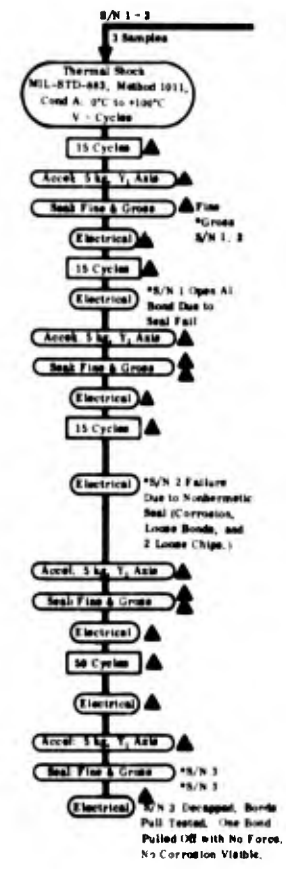 S/N 1 - 3
3 Samples
Thermal Shock
MIL-STD-883, Method 1011,
Cond A: 0°C to +100°C
V - Cycles
15 Cycles
Accel. 5 kg, Y₁ Axis
Seal: Fine & Gross
Fine
*Gross
S/N 1, 2
Electrical
15 Cycles
Electrical
*S/N 1 Open Al
Bond Due to
Seal Fail
Accel. 5 kg, Y₁ Axis
Seal: Fine & Gross
Electrical
15 Cycles
Electrical
*S/N 2 Failure
Due to Nonhermetic
Seal (Corrosion,
Loose Bonds, and
2 Loose Chips.)
Accel. 5 kg, Y₁ Axis
Seal: Fine & Gross
Electrical
50 Cycles
Electrical
Accel. 5 kg, Y₁ Axis
Seal: Fine & Gross
*S/N 3
*S/N 3
Electrical
S/N 3 Decapped, Bonds
Pull Tested. One Bond
Pulled Off with No Force,
No Corrosion Visible.